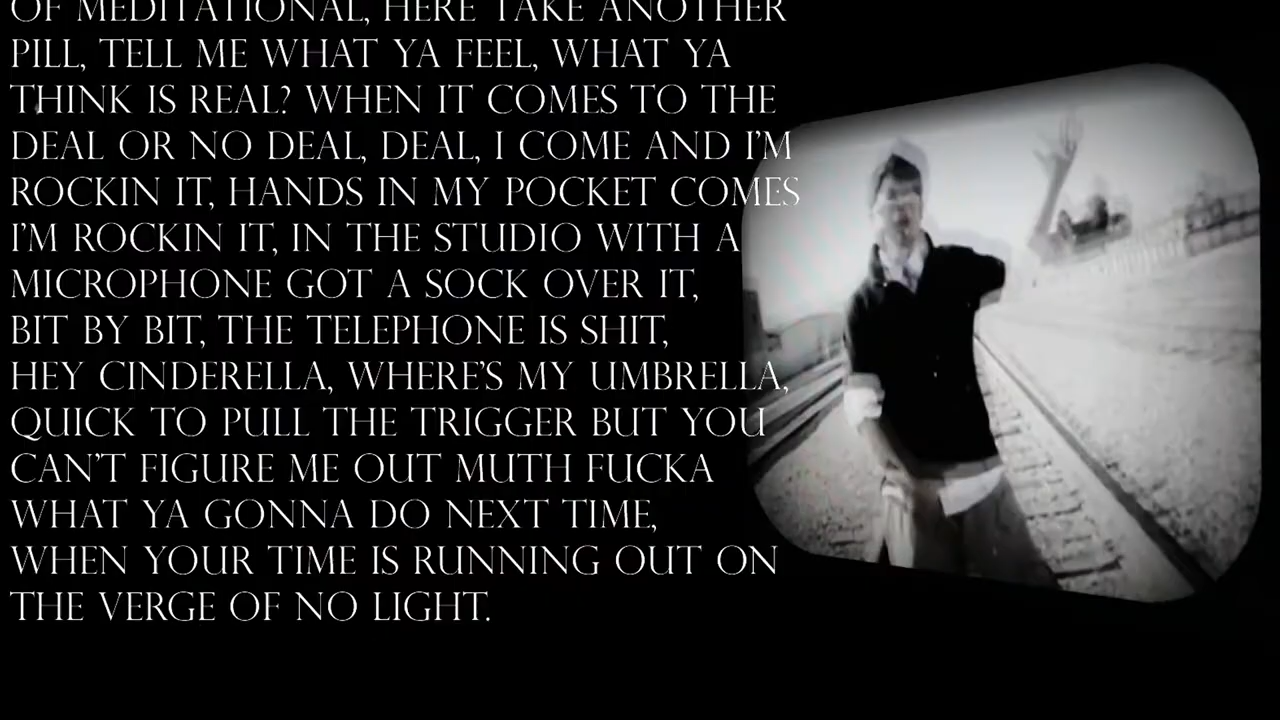 OF MEDITATIONAL, HERE TAKE ANOTHER
PILL, TELL ME WHAT YA FEEL, WHAT YA
THINK IS REAL? WHEN IT COMES TO THE
DEAL OR NO DEAL, DEAL, I COME AND I'M
ROCKIN IT, HANDS IN MY POCKET COMES
I'M ROCKIN IT, IN THE STUDIO WITH A
MICROPHONE GOT A SOCK OVER IT,
BIT BY BIT, THE TELEPHONE IS SHIT,
HEY CINDERELLA, WHERE'S MY UMBRELLA,
QUICK TO PULL THE TRIGGER BUT YOU
CAN'T FIGURE ME OUT MUTH FUCKA
WHAT YA GONNA DO NEXT TIME,
WHEN YOUR TIME IS RUNNING OUT ON
THE VERGE OF NO LIGHT.